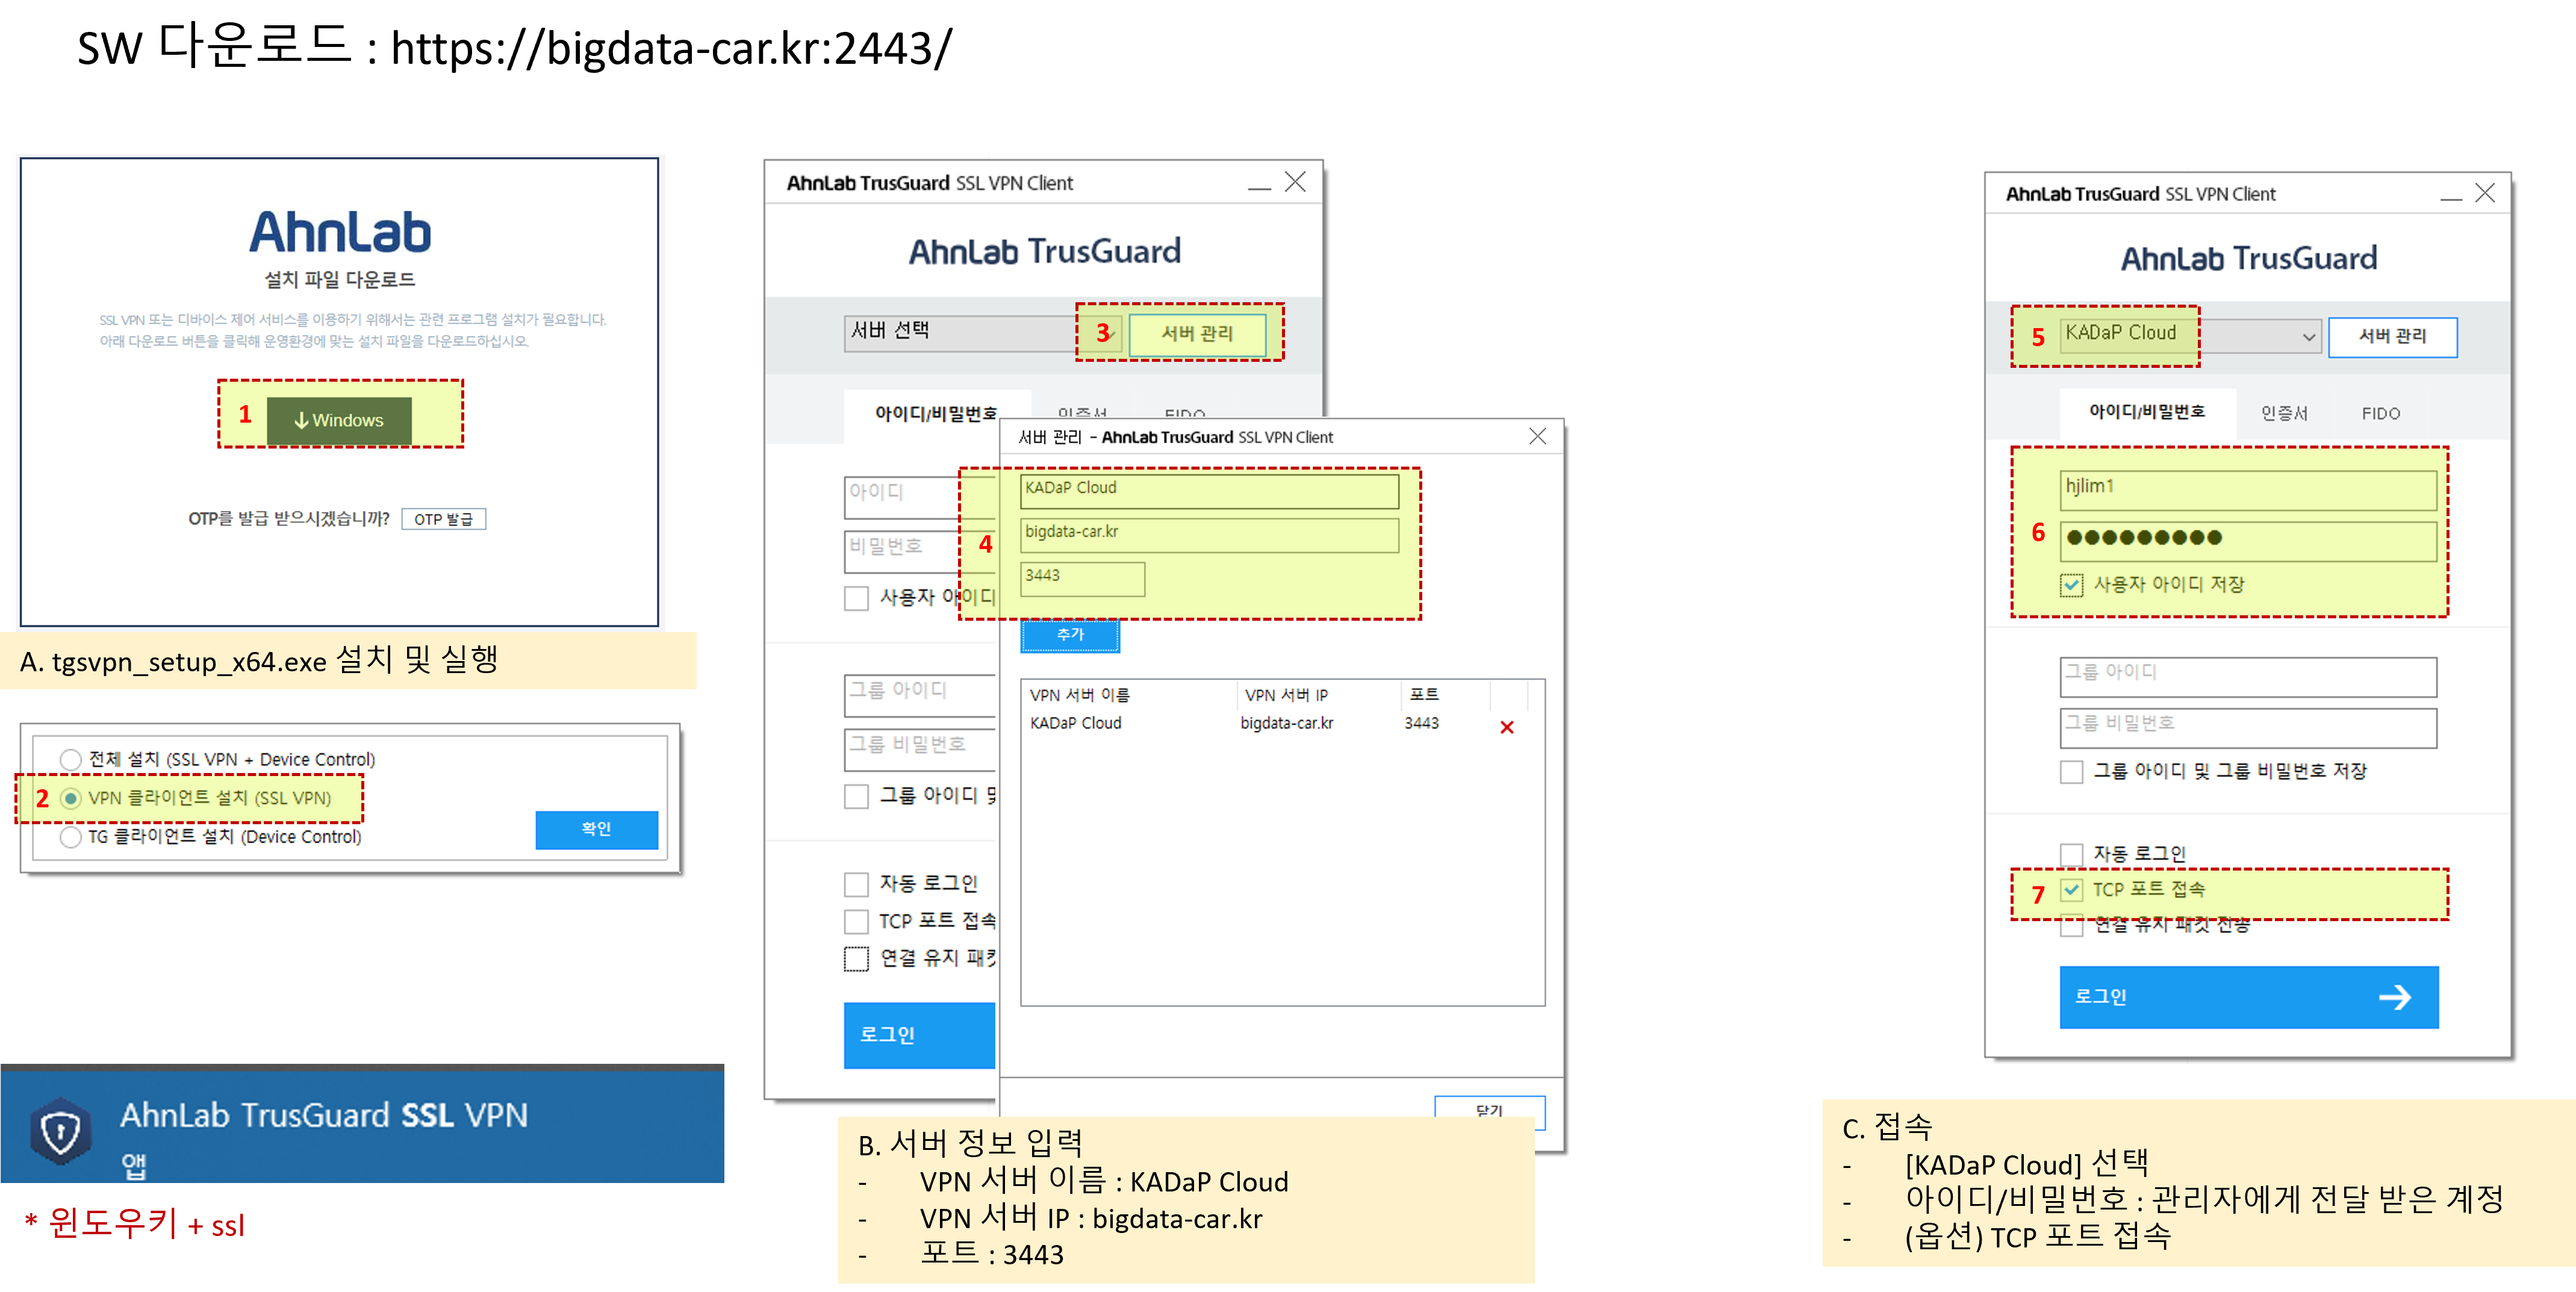 SW 다운로드 : https://bigdata-car.kr:2443/
AhnLab
설치 파일 다운로드
SSL VPN 또는 디바이스 제어 서비스를 이용하기 위해서는 관련 프로그램 설치가 필요합니다.
아래 다운로드 버튼을 클릭해 운영환경에 맞는 설치 파일을 다운로드하십시오.
1 Windows
OTP를 발급 받으시겠습니까? OTP 발급
A. tgsvpn_setup_x64.exe 설치 및 실행
전체 설치 (SSL VPN + Device Control)
2 VPN 클라이언트 설치 (SSL VPN)
TG 클라이언트 설치 (Device Control)
확인
AhnLab TrusGuard SSL VPN
앱
* 윈도우키 + ssl
AhnLab TrusGuard SSL VPN Client
AhnLab TrusGuard
서버 선택 3 서버 관리
아이디/비밀번호 인증서 FIDO
아이디
비밀번호
사용자 아이디
그룹 아이디
그룹 비밀번호
그룹 아이디 및
자동 로그인
TCP 포트 접속
연결 유지 패킷
로그인
서버 관리 - AhnLab TrusGuard SSL VPN Client
KADaP Cloud
4 bigdata-car.kr
3443
추가
VPN 서버 이름 VPN 서버 IP 포트
KADaP Cloud bigdata-car.kr 3443
닫기
B. 서버 정보 입력
- VPN 서버 이름 : KADaP Cloud
- VPN 서버 IP : bigdata-car.kr
- 포트 : 3443
AhnLab TrusGuard SSL VPN Client
AhnLab TrusGuard
5 KADaP Cloud 서버 관리
아이디/비밀번호 인증서 FIDO
hjlim1
6 ●●●●●●●●●
사용자 아이디 저장
그룹 아이디
그룹 비밀번호
그룹 아이디 및 그룹 비밀번호 저장
자동 로그인
7 TCP 포트 접속
연결 유지 패킷 전송
로그인
C. 접속
- [KADaP Cloud] 선택
- 아이디/비밀번호 : 관리자에게 전달 받은 계정
- (옵션) TCP 포트 접속